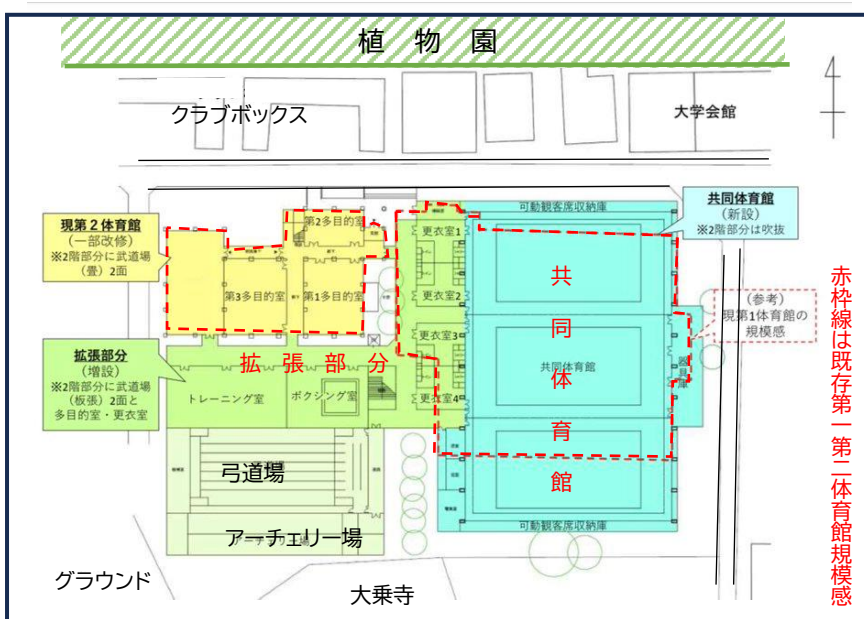 植物園
クラブボックス
大学会館
現第2体育館
(一部改修)
※2階部分に武道場
(畳)2面
第2多目的室
第3多目的室
第1多目的室
更衣室1
更衣室2
更衣室3
更衣室4
可動観客席収納庫
共同体育館
(新設)
※2階部分は吹抜
共同体育館
共同体育館
(参考)
現第1体育館の
規模感
器具庫
拡張部分
拡張部分
(増設)
※2階部分に武道場
(板張)2面と
多目的室・更衣室
トレーニング室
ボクシング室
弓道場
アーチェリー場
アーチェリー場
可動観客席収納庫
グラウンド
大乗寺
赤枠線は既存第一第二体育館規模感